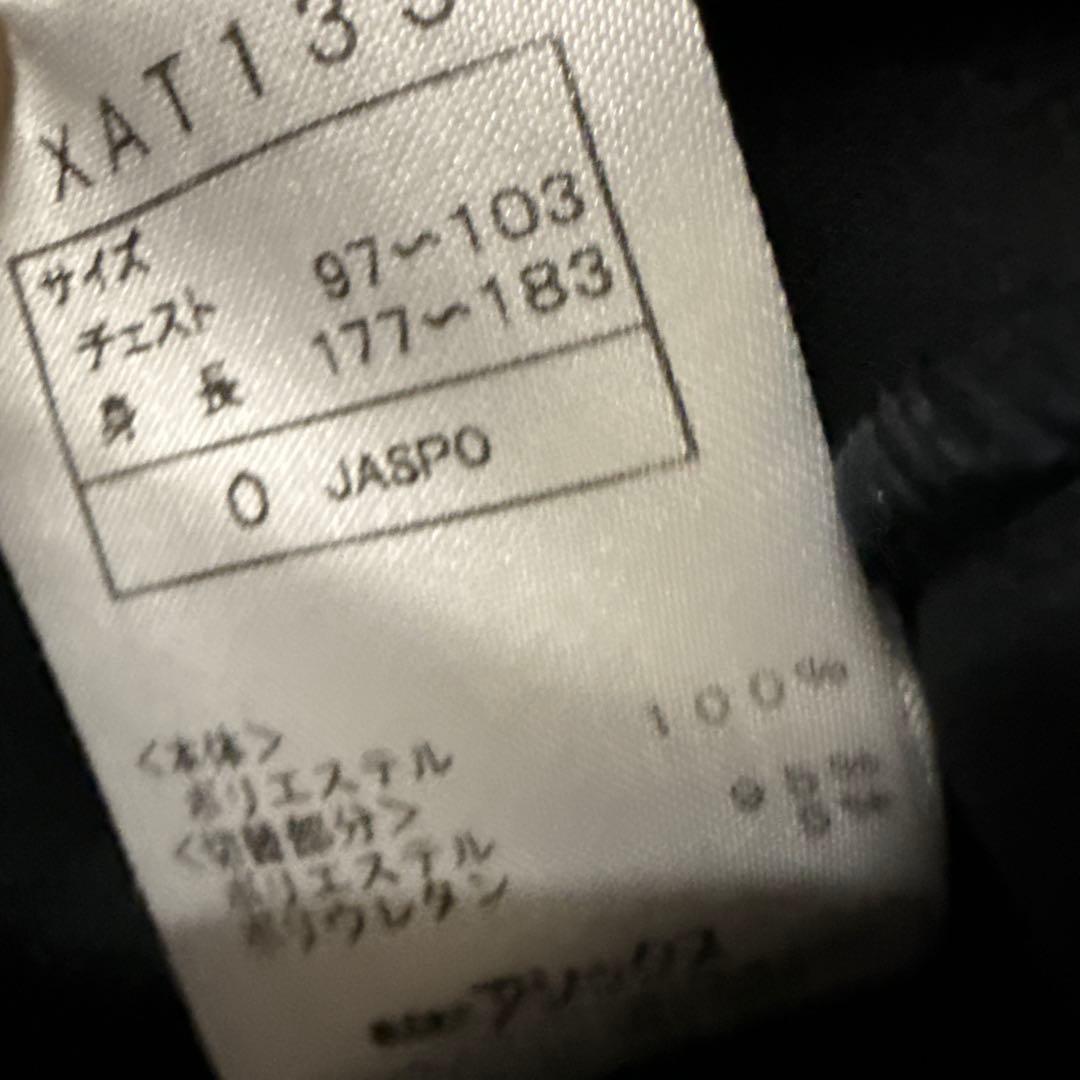 XAT13
サイズ
チェスト 97〜103
身長 177〜183
O JASPO
<本体>
ポリエステル 100%
<切替部分>
ポリエステル 95%
ポリウレタン 5%